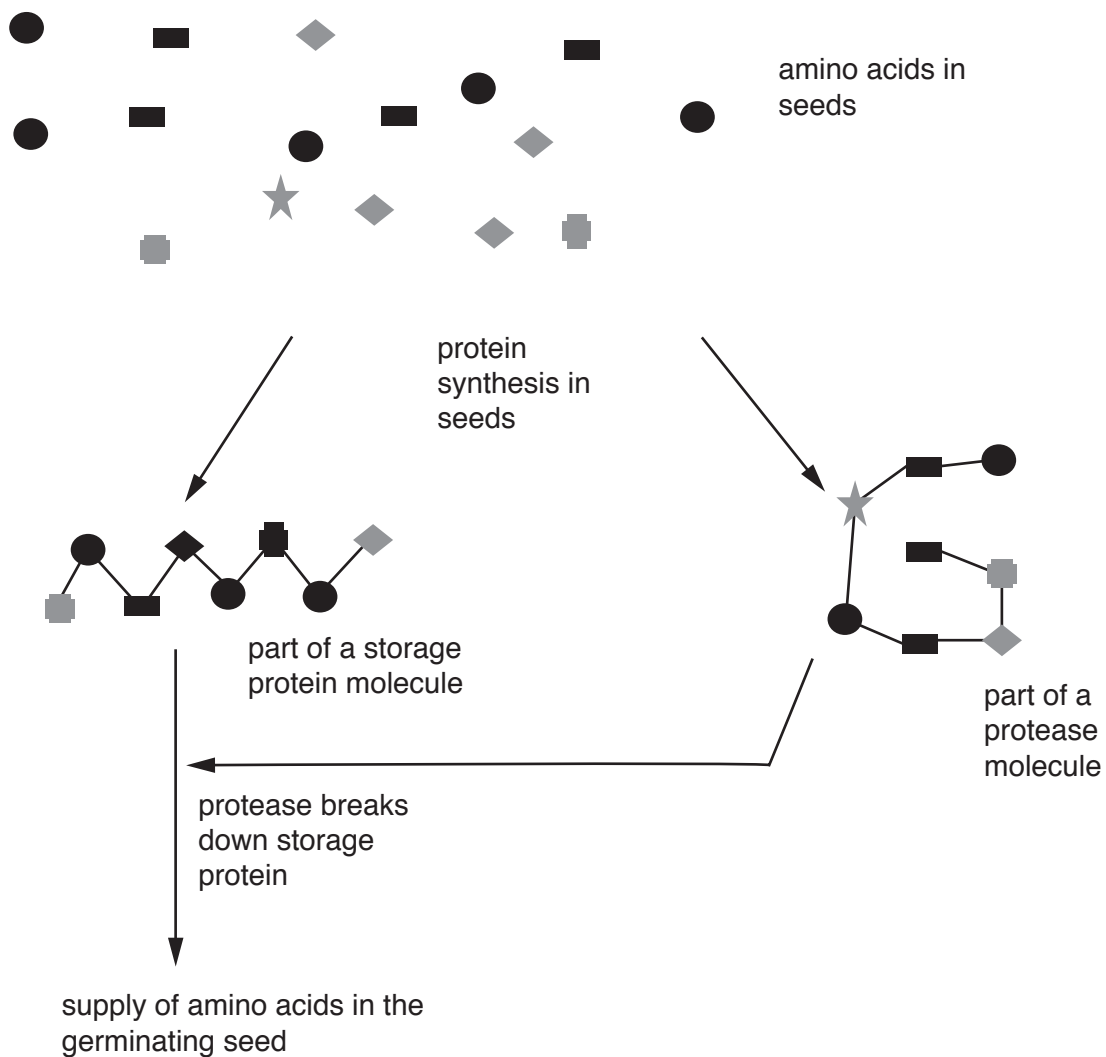 amino acids in
seeds
protein
synthesis in
seeds
part of a storage
protein molecule
part of a
protease
molecule
protease breaks
down storage
protein
supply of amino acids in the
germinating seed